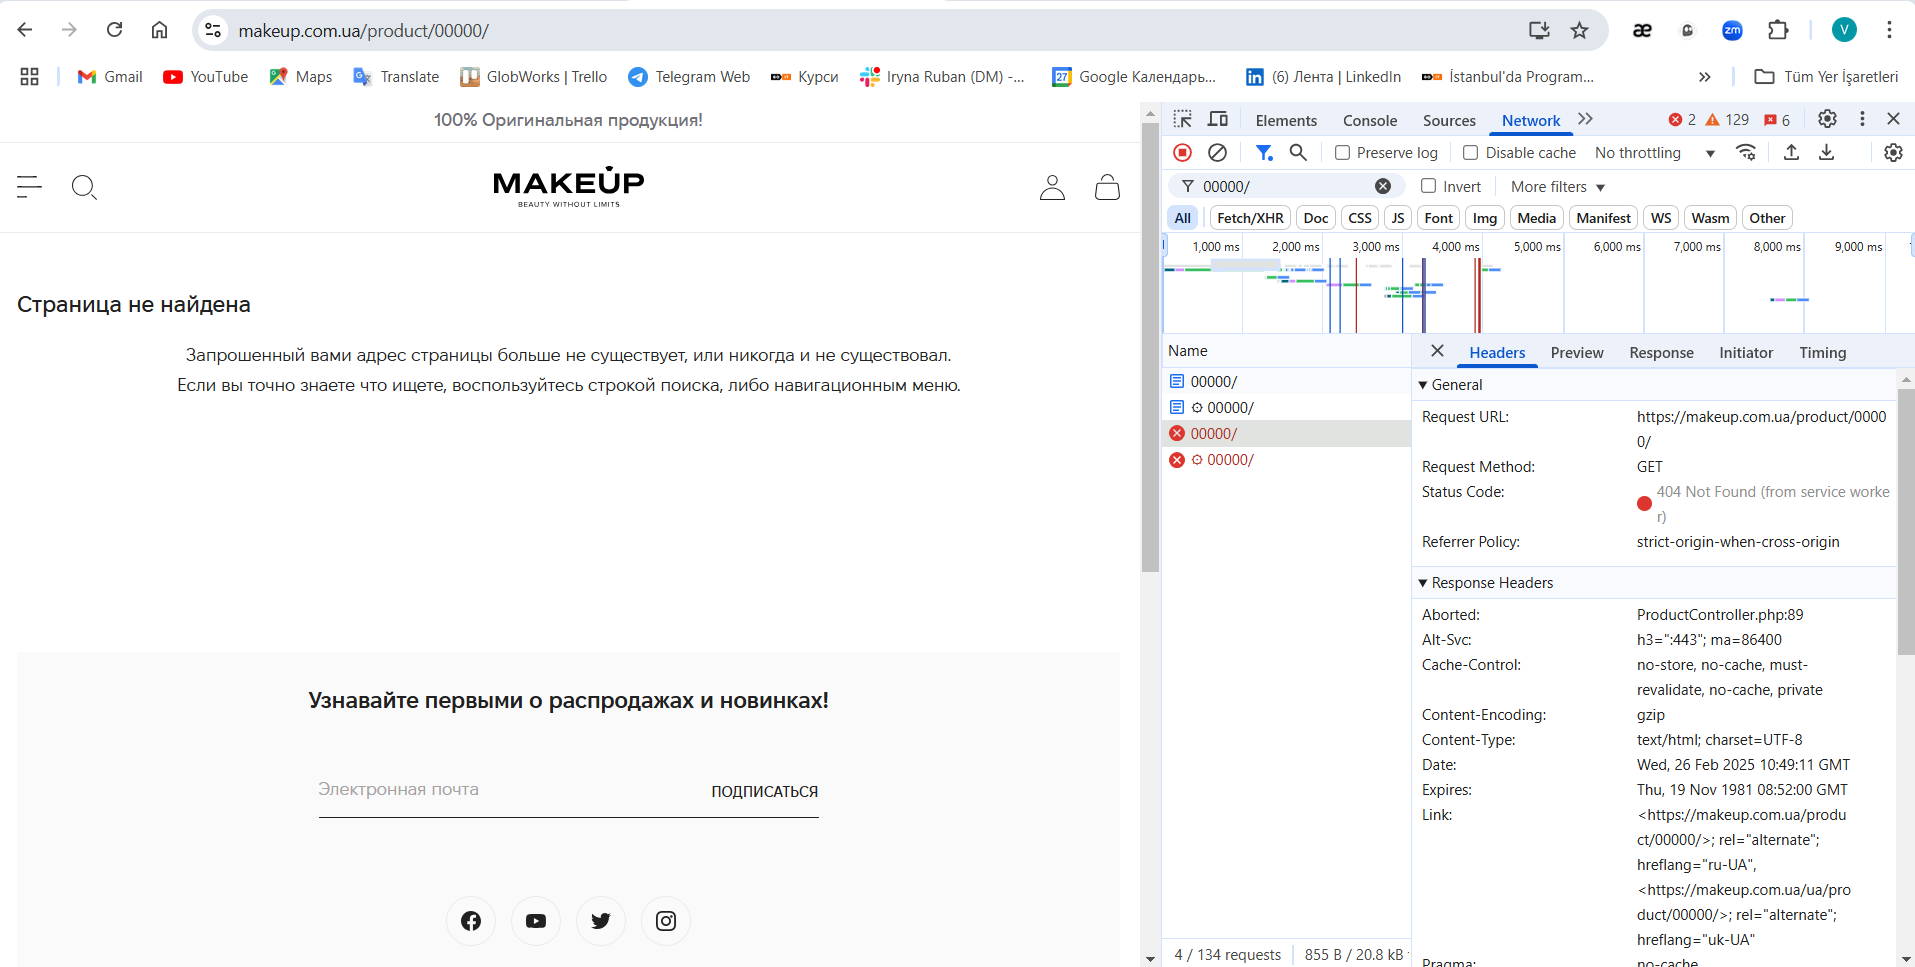 makeup.com.ua/product/00000/
V
Gmail
YouTube
Maps
Translate
GlobWorks | Trello
Telegram Web
Курси
Iryna Ruban (DM) -...
27
Google Календарь...
(6) Лента | LinkedIn
İstanbul'da Program...
»
Tüm Yer İşaretleri
100% Оригинальная продукция!
MAKEUP
BEAUTY WITHOUT LIMITS
Страница не найдена
Запрошенный вами адрес страницы больше не существует, или никогда и не существовал.
Если вы точно знаете что ищете, воспользуйтесь строкой поиска, либо навигационным меню.
Узнавайте первыми о распродажах и новинках!
Электронная почта
ПОДПИСАТЬСЯ
Elements
Console
Sources
Network
2
129
6
Preserve log
Disable cache
No throttling
00000/
Invert
More filters
All
Fetch/XHR
Doc
CSS
JS
Font
Img
Media
Manifest
WS
Wasm
Other
1,000 ms
2,000 ms
3,000 ms
4,000 ms
5,000 ms
6,000 ms
7,000 ms
8,000 ms
9,000 ms
Name
00000/
00000/
00000/
00000/
4 / 134 requests
855 B / 20.8 kB
Headers
Preview
Response
Initiator
Timing
General
Request URL:
https://makeup.com.ua/product/0000
0/
Request Method:
GET
Status Code:
404 Not Found (from service worke
r)
Referrer Policy:
strict-origin-when-cross-origin
Response Headers
Aborted:
ProductController.php:89
Alt-Svc:
h3=":443"; ma=86400
Cache-Control:
no-store, no-cache, must-
revalidate, no-cache, private
Content-Encoding:
gzip
Content-Type:
text/html; charset=UTF-8
Date:
Wed, 26 Feb 2025 10:49:11 GMT
Expires:
Thu, 19 Nov 1981 08:52:00 GMT
Link:
<https://makeup.com.ua/produ
ct/00000/>; rel="alternate";
hreflang="ru-UA",
<https://makeup.com.ua/ua/pro
duct/00000/>; rel="alternate";
hreflang="uk-UA"
Pragma:
no-cache